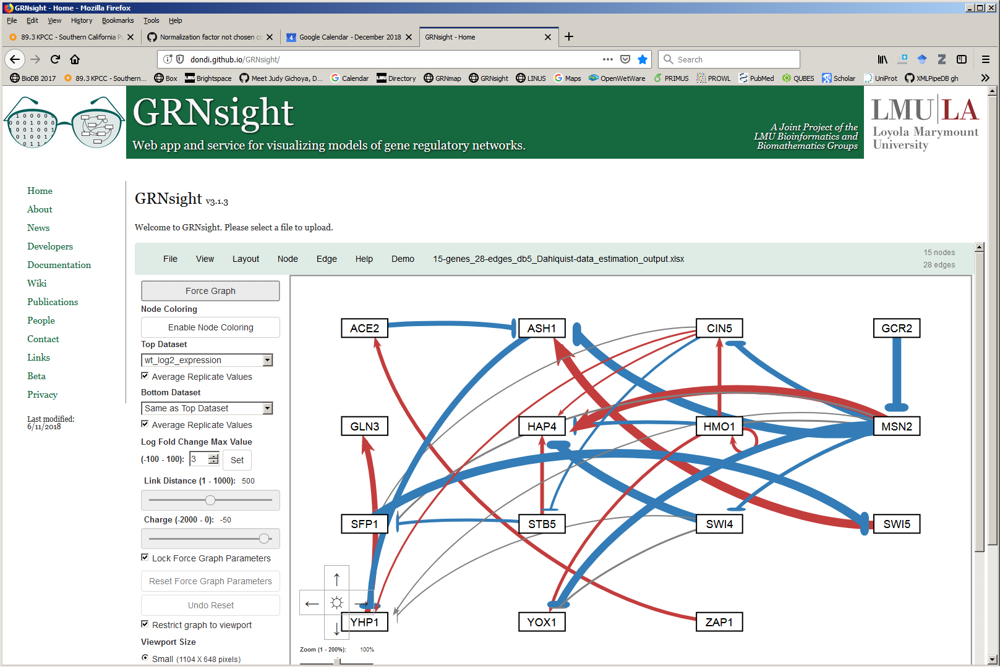 GRNsight - Home - Mozilla Firefox
File Edit View History Bookmarks Tools Help
89.3 KPCC - Southern California Pu
Normalization factor not chosen co
4 Google Calendar - December 2018
GRNsight - Home
dondi.github.io/GRNsight/
Search
BioDB 2017 89.3 KPCC - Southern... Box Brightspace Meet Judy Gichoya, D... Calendar Directory GRNmap GRNsight LINUS Maps OpenWetWare PRIMUS PROWL PubMed QUBES Scholar UniProt XMLPipeDB gh
GRNsight
Web app and service for visualizing models of gene regulatory networks.
A Joint Project of the
LMU Bioinformatics and
Biomathematics Groups
LMU|LA
Loyola Marymount
University
Home
About
News
Developers
Documentation
Wiki
Publications
People
Contact
Links
Beta
Privacy
Last modified:
6/11/2018
GRNsight v3.1.3
Welcome to GRNsight. Please select a file to upload.
File View Layout Node Edge Help Demo 15-genes_28-edges_db5_Dahlquist-data_estimation_output.xlsx
15 nodes
28 edges
Force Graph
Node Coloring
Enable Node Coloring
Top Dataset
wt_log2_expression
Average Replicate Values
Bottom Dataset
Same as Top Dataset
Average Replicate Values
Log Fold Change Max Value
(-100 - 100): 3 Set
Link Distance (1 - 1000): 500
Charge (-2000 - 0): -50
Lock Force Graph Parameters
Reset Force Graph Parameters
Undo Reset
Restrict graph to viewport
Viewport Size
Small (1104 X 648 pixels)
ACE2 ASH1 CIN5 GCR2
GLN3 HAP4 HMO1 MSN2
SFP1 STB5 SWI4 SWI5
YHP1 YOX1 ZAP1
Zoom (1 - 200%): 100%